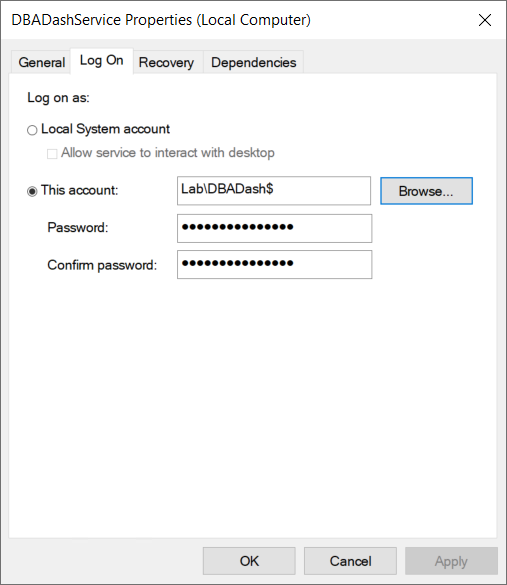 DBADashService Properties (Local Computer)
General Log On Recovery Dependencies
Log on as:
Local System account
Allow service to interact with desktop
This account: Lab\DBADash$ Browse...
Password: ●●●●●●●●●●●●●●●
Confirm password: ●●●●●●●●●●●●●●●
OK Cancel Apply